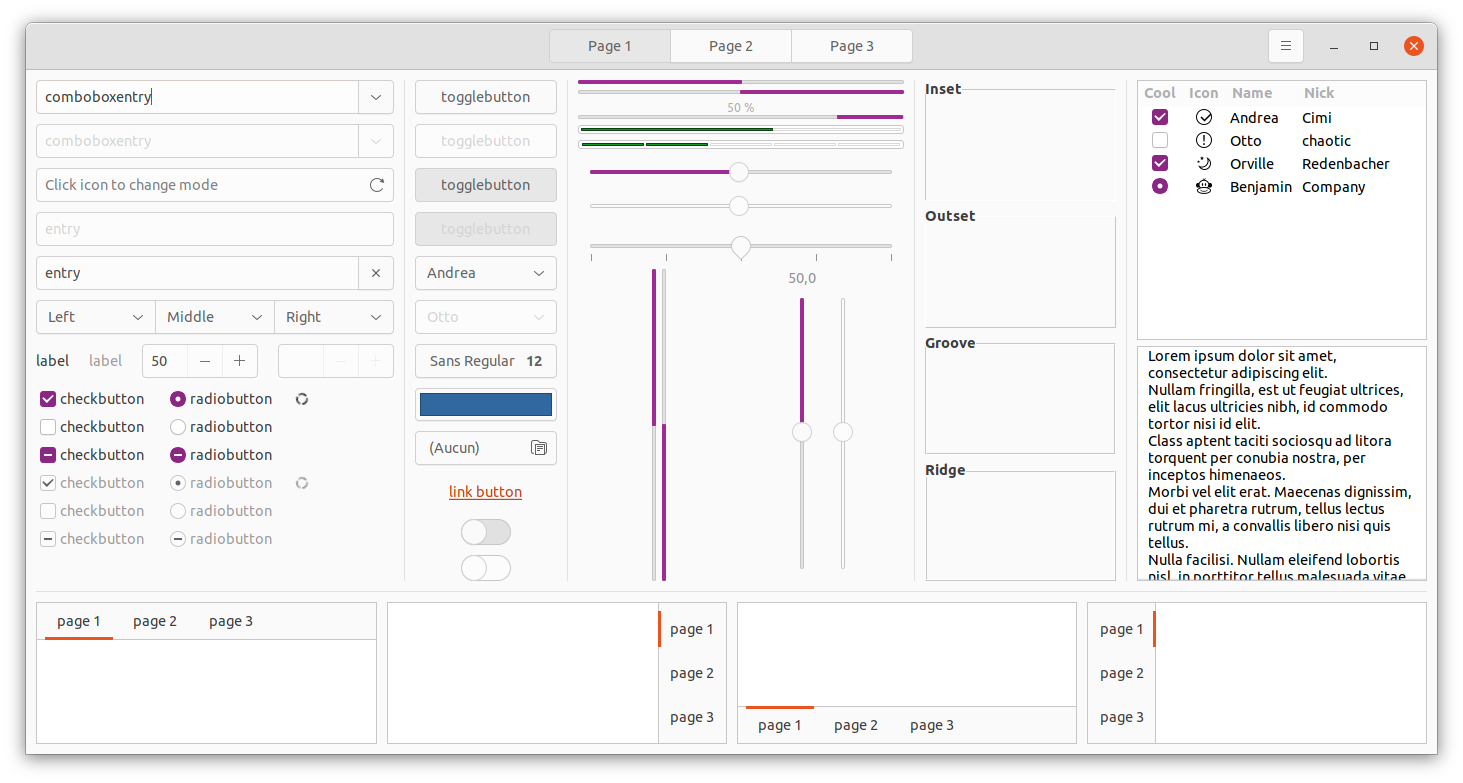 Page 1 Page 2 Page 3
comboboxentry
comboboxentry
Click icon to change mode
entry
entry
Left Middle Right
label label 50
checkbutton radiobutton
checkbutton radiobutton
checkbutton radiobutton
checkbutton radiobutton
checkbutton radiobutton
checkbutton radiobutton
togglebutton
togglebutton
togglebutton
togglebutton
Andrea
Otto
Sans Regular 12
(Aucun)
link button
50 %
50,0
Inset
Outset
Groove
Ridge
Cool Icon Name Nick
Andrea Cimi
Otto chaotic
Orville Redenbacher
Benjamin Company
Lorem ipsum dolor sit amet,
consectetur adipiscing elit.
Nullam fringilla, est ut feugiat ultrices,
elit lacus ultricies nibh, id commodo
tortor nisi id elit.
Class aptent taciti sociosqu ad litora
torquent per conubia nostra, per
inceptos himenaeos.
Morbi vel elit erat. Maecenas dignissim,
dui et pharetra rutrum, tellus lectus
rutrum mi, a convallis libero nisi quis
tellus.
Nulla facilisi. Nullam eleifend lobortis
nisl, in porttitor tellus malesuada vitae.
page 1 page 2 page 3
page 1
page 2
page 3
page 1 page 2 page 3
page 1
page 2
page 3